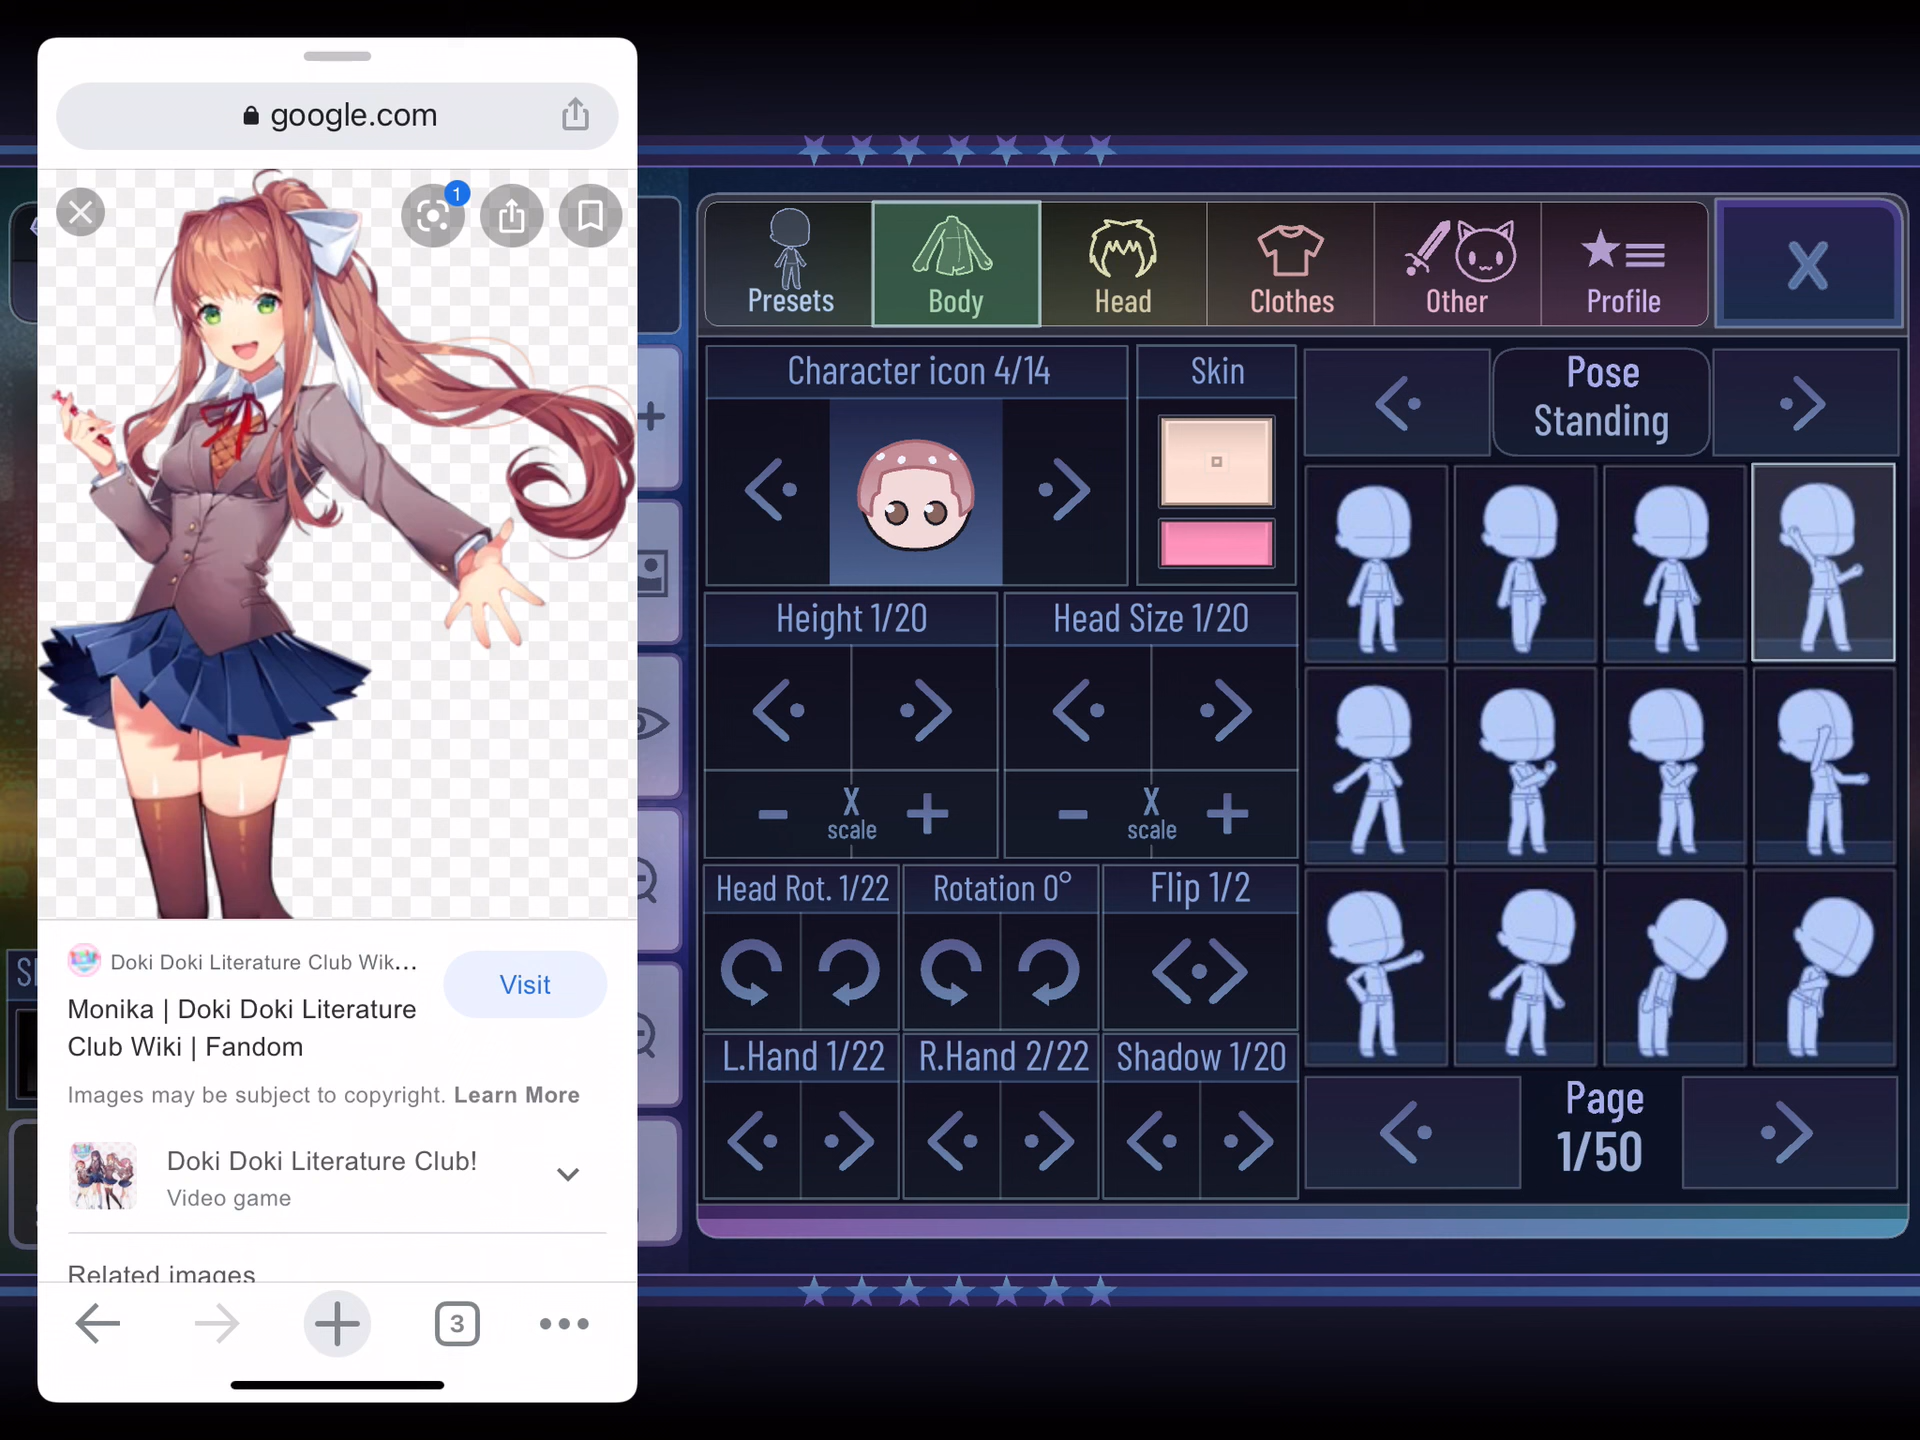 google.com
1
Doki Doki Literature Club Wik...
Visit
Monika | Doki Doki Literature
Club Wiki | Fandom
Images may be subject to copyright. Learn More
Doki Doki Literature Club!
Video game
Related images
3
Presets
Body
Head
Clothes
Other
Profile
X
Character icon 4/14
Skin
Pose
Standing
Height 1/20
Head Size 1/20
X
scale
X
scale
Head Rot. 1/22
Rotation 0°
Flip 1/2
L.Hand 1/22
R.Hand 2/22
Shadow 1/20
Page
1/50